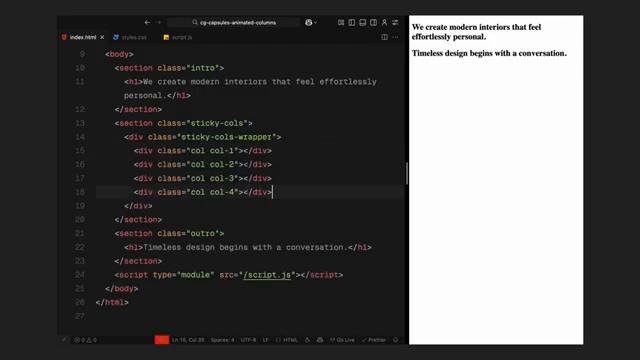 cg-capsules-animated-columns
index.html styles.css script.js
9 <body>
10 <section class="intro">
11 <h1>We create modern interiors that feel effortlessly
personal.</h1>
12 </section>
13 <section class="sticky-cols">
14 <div class="sticky-cols-wrapper">
15 <div class="col col-1"></div>
16 <div class="col col-2"></div>
17 <div class="col col-3"></div>
18 <div class="col col-4"></div>
19 </div>
20 </section>
21 <section class="outro">
22 <h1>Timeless design begins with a conversation.</h1>
23 </section>
24 <script type="module" src="/script.js"></script>
25 </body>
26 </html>
27
0 0 Spaces: 4 UTF-8 LF HTML Go Live Prettier
We create modern interiors that feel
effortlessly personal.
Timeless design begins with a conversation.